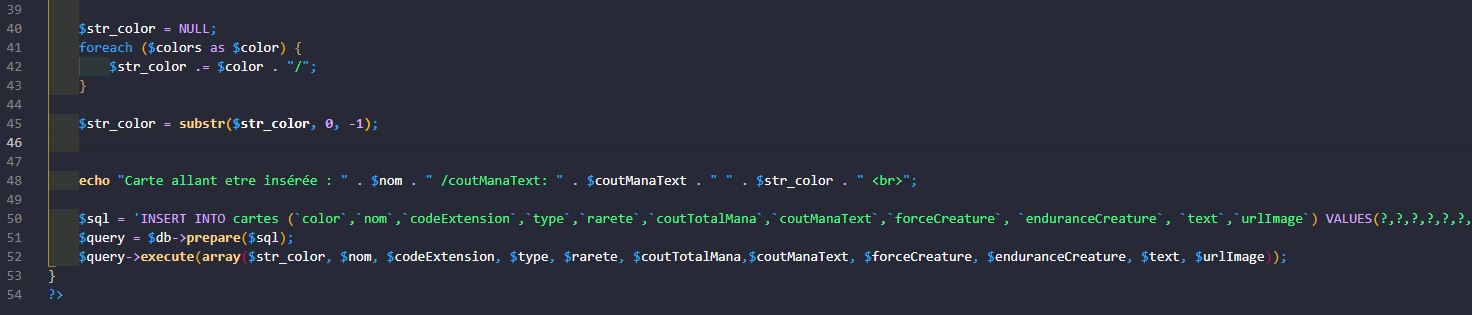 39
40 $str_color = NULL;
41 foreach ($colors as $color) {
42 $str_color .= $color . "/";
43 }
44
45 $str_color = substr($str_color, 0, -1);
46
47
48 echo "Carte allant etre insérée : " . $nom . " /coutManaText: " . $coutManaText . " " . $str_color . " <br>";
49
50 $sql = 'INSERT INTO cartes (`color`,`nom`,`codeExtension`,`type`,`rarete`,`coutTotalMana`,`coutManaText`,`forceCreature`, `enduranceCreature`, `text`,`urlImage`) VALUES(?,?,?,?,?,?,
51 $query = $db->prepare($sql);
52 $query->execute(array($str_color, $nom, $codeExtension, $type, $rarete, $coutTotalMana,$coutManaText, $forceCreature, $enduranceCreature, $text, $urlImage));
53 }
54 ?>